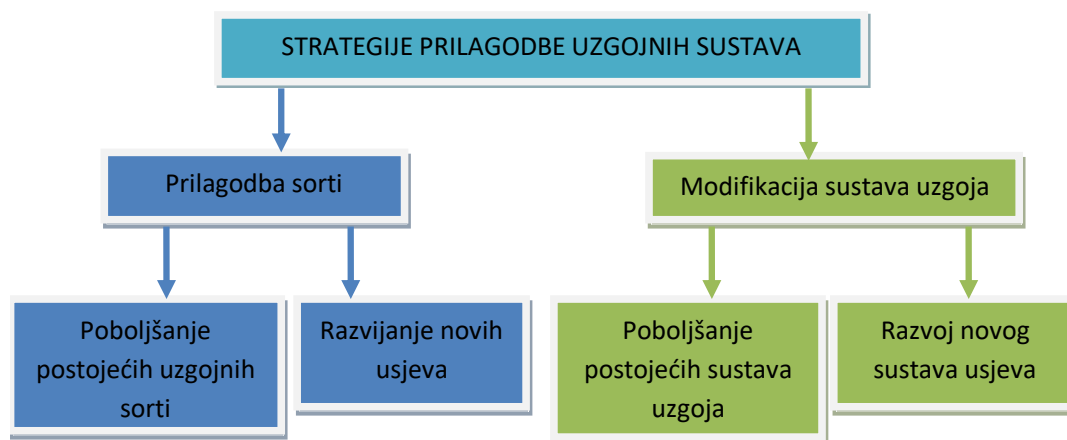 STRATEGIJE PRILAGODBE UZGOJNIH SUSTAVA
Prilagodba sorti
Modifikacija sustava uzgoja
Poboljšanje
postojećih uzgojnih
sorti
Razvijanje novih
usjeva
Poboljšanje
postojećih sustava
uzgoja
Razvoj novog
sustava usjeva